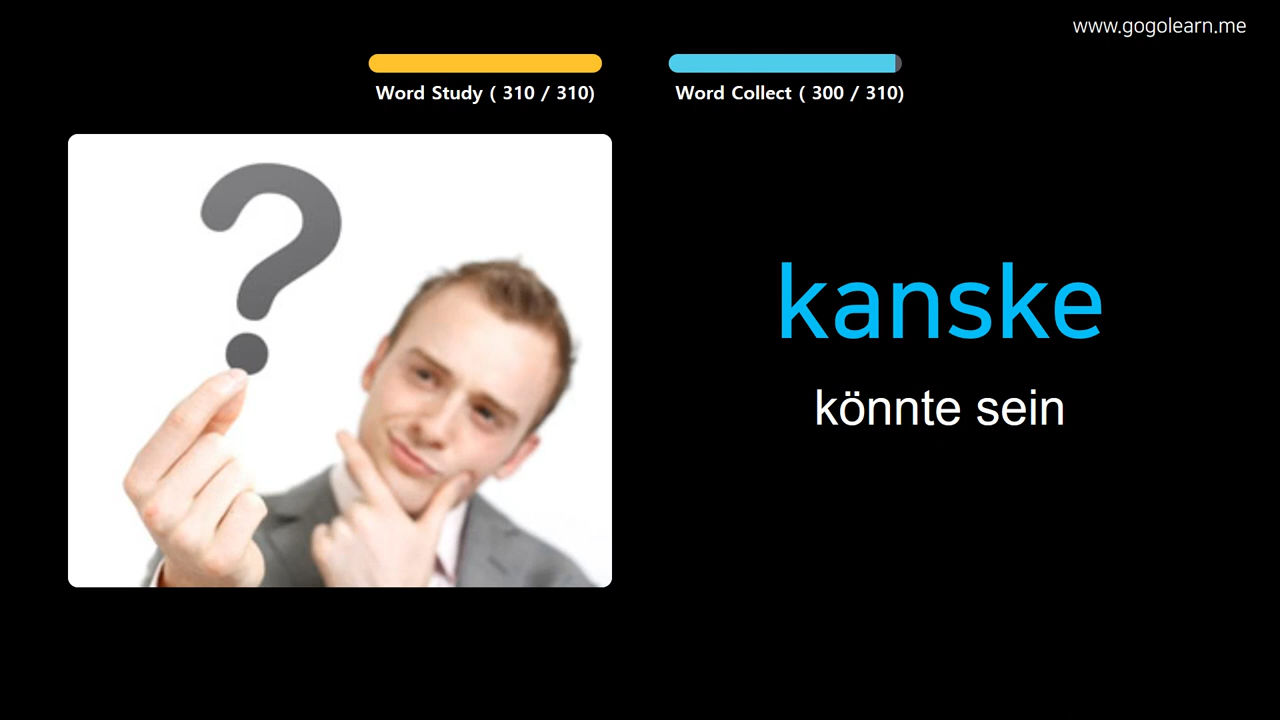 www.gogolearn.me
Word Study ( 310 / 310)
Word Collect ( 300 / 310)
?
kanske
könnte sein